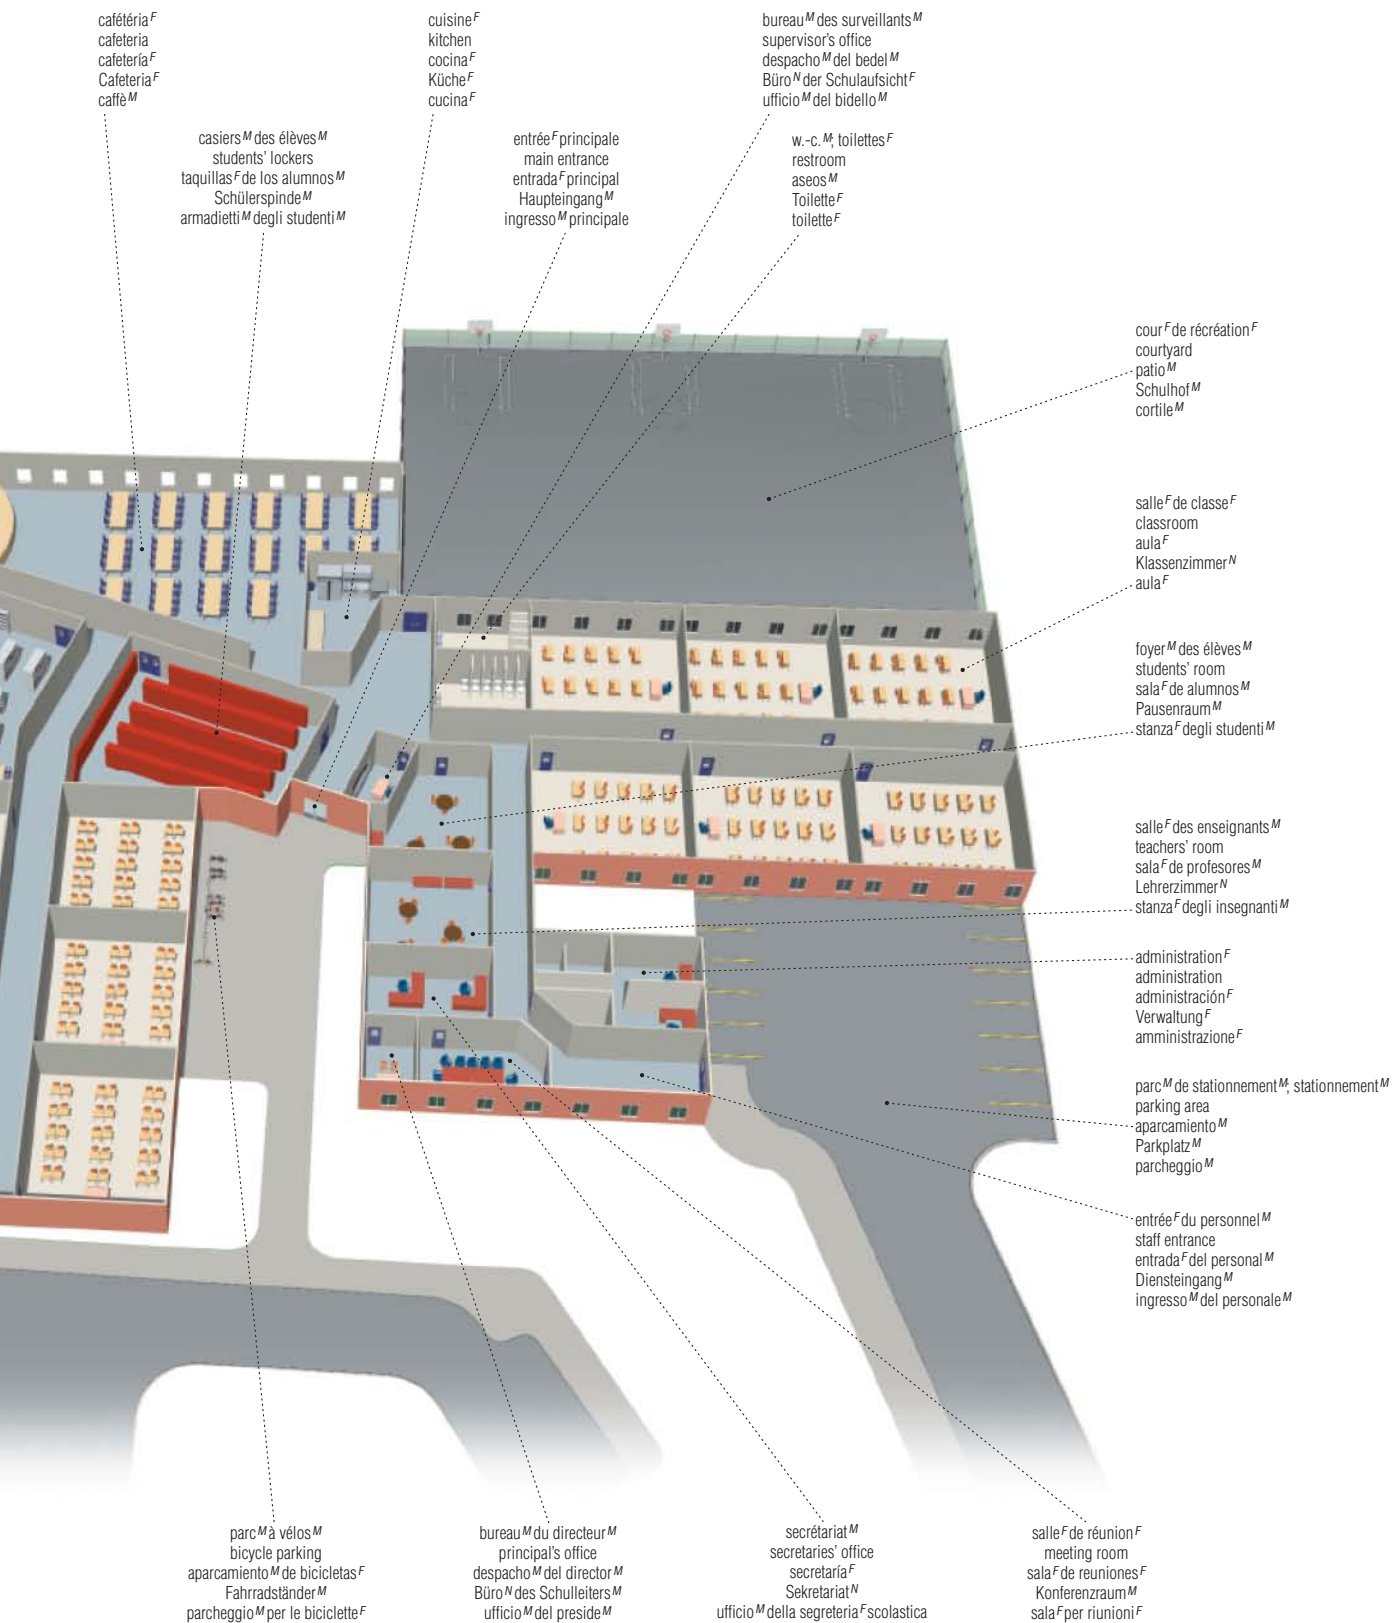 cafétéria F
cafeteria
cafetería F
Cafeteria F
caffè M
cuisine F
kitchen
cocina F
Küche F
cucina F
bureau M des surveillants M
supervisor's office
despacho M del bedel M
Büro N der Schulaufsicht F
ufficio M del bidello M
casiers M des élèves M
students' lockers
taquillas F de los alumnos M
Schülerspinde M
armadietti M degli studenti M
entrée F principale
main entrance
entrada F principal
Haupteingang M
ingresso M principale
w.-c. M; toilettes F
restroom
aseos M
Toilette F
toilette F
cour F de récréation F
courtyard
patio M
Schulhof M
cortile M
salle F de classe F
classroom
aula F
Klassenzimmer N
aula F
foyer M des élèves M
students' room
sala F de alumnos M
Pausenraum M
stanza F degli studenti M
salle F des enseignants M
teachers' room
sala F de profesores M
Lehrerzimmer N
stanza F degli insegnanti M
administration F
administration
administración F
Verwaltung F
amministrazione F
parc M de stationnement M; stationnement M
parking area
aparcamiento M
Parkplatz M
parcheggio M
entrée F du personnel M
staff entrance
entrada F del personal M
Diensteingang M
ingresso M del personale M
parc M à vélos M
bicycle parking
aparcamiento M de bicicletas F
Fahrradständer M
parcheggio M per le biciclette F
bureau M du directeur M
principal's office
despacho M del director M
Büro N des Schulleiters M
ufficio M del preside M
secrétariat M
secretaries' office
secretaría F
Sekretariat N
ufficio M della segreteria F scolastica
salle F de réunion F
meeting room
sala F de reuniones F
Konferenzraum M
sala F per riunioni F